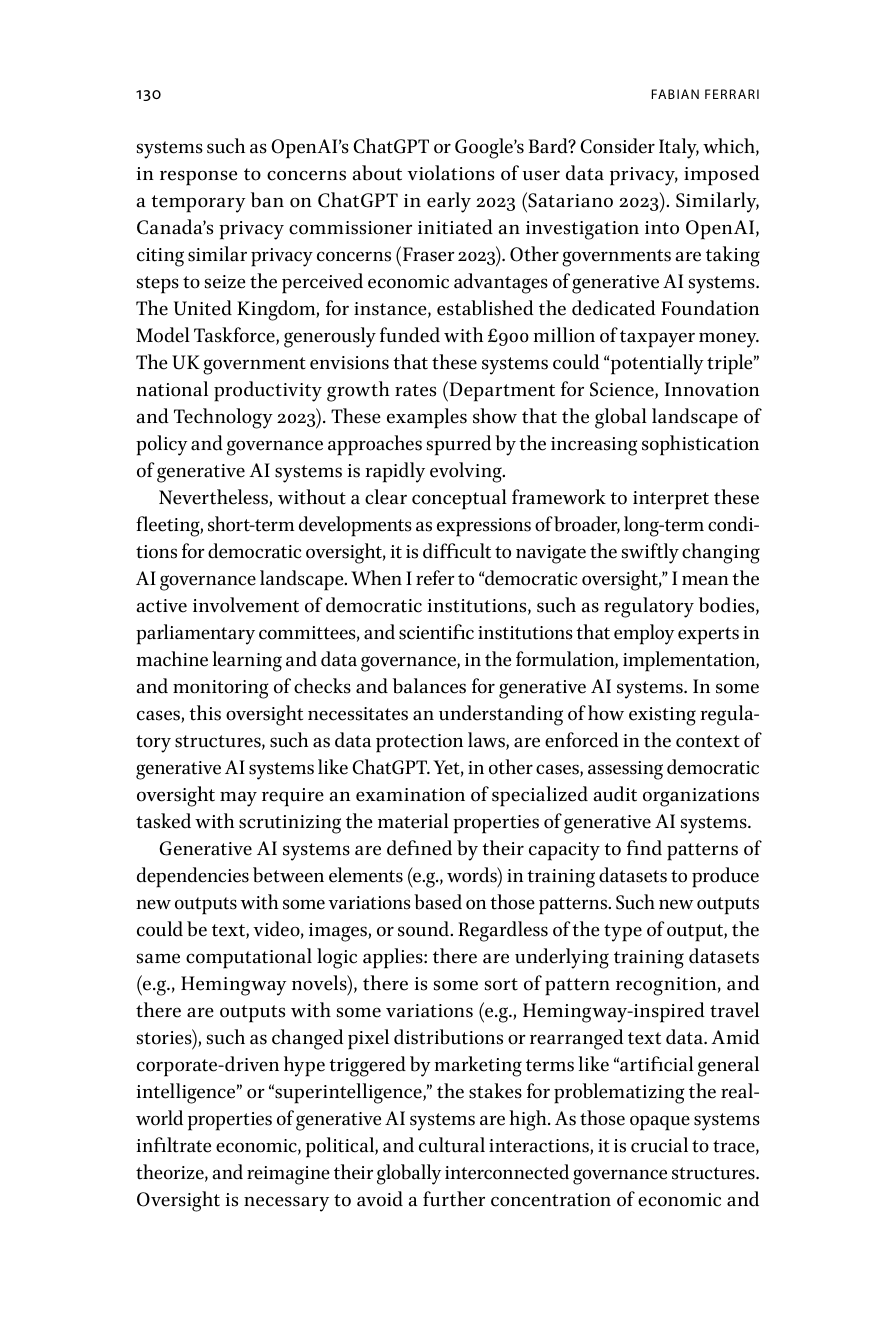 130
FABIAN FERRARI
systems such as OpenAI’s ChatGPT or Google’s Bard? Consider Italy, which,
in response to concerns about violations of user data privacy, imposed
a temporary ban on ChatGPT in early 2023 (Satariano 2023). Similarly,
Canada’s privacy commissioner initiated an investigation into OpenAI,
citing similar privacy concerns (Fraser 2023). Other governments are taking
steps to seize the perceived economic advantages of generative AI systems.
The United Kingdom, for instance, established the dedicated Foundation
Model Taskforce, generously funded with £900 million of taxpayer money.
The UK government envisions that these systems could “potentially triple”
national productivity growth rates (Department for Science, Innovation
and Technology 2023). These examples show that the global landscape of
policy and governance approaches spurred by the increasing sophistication
of generative AI systems is rapidly evolving.
Nevertheless, without a clear conceptual framework to interpret these
fleeting, short-term developments as expressions of broader, long-term condi-
tions for democratic oversight, it is difficult to navigate the swiftly changing
AI governance landscape. When I refer to “democratic oversight,” I mean the
active involvement of democratic institutions, such as regulatory bodies,
parliamentary committees, and scientific institutions that employ experts in
machine learning and data governance, in the formulation, implementation,
and monitoring of checks and balances for generative AI systems. In some
cases, this oversight necessitates an understanding of how existing regula-
tory structures, such as data protection laws, are enforced in the context of
generative AI systems like ChatGPT. Yet, in other cases, assessing democratic
oversight may require an examination of specialized audit organizations
tasked with scrutinizing the material properties of generative AI systems.
Generative AI systems are defined by their capacity to find patterns of
dependencies between elements (e.g., words) in training datasets to produce
new outputs with some variations based on those patterns. Such new outputs
could be text, video, images, or sound. Regardless of the type of output, the
same computational logic applies: there are underlying training datasets
(e.g., Hemingway novels), there is some sort of pattern recognition, and
there are outputs with some variations (e.g., Hemingway-inspired travel
stories), such as changed pixel distributions or rearranged text data. Amid
corporate-driven hype triggered by marketing terms like “artificial general
intelligence” or “superintelligence,” the stakes for problematizing the real-
world properties of generative AI systems are high. As those opaque systems
infiltrate economic, political, and cultural interactions, it is crucial to trace,
theorize, and reimagine their globally interconnected governance structures.
Oversight is necessary to avoid a further concentration of economic and